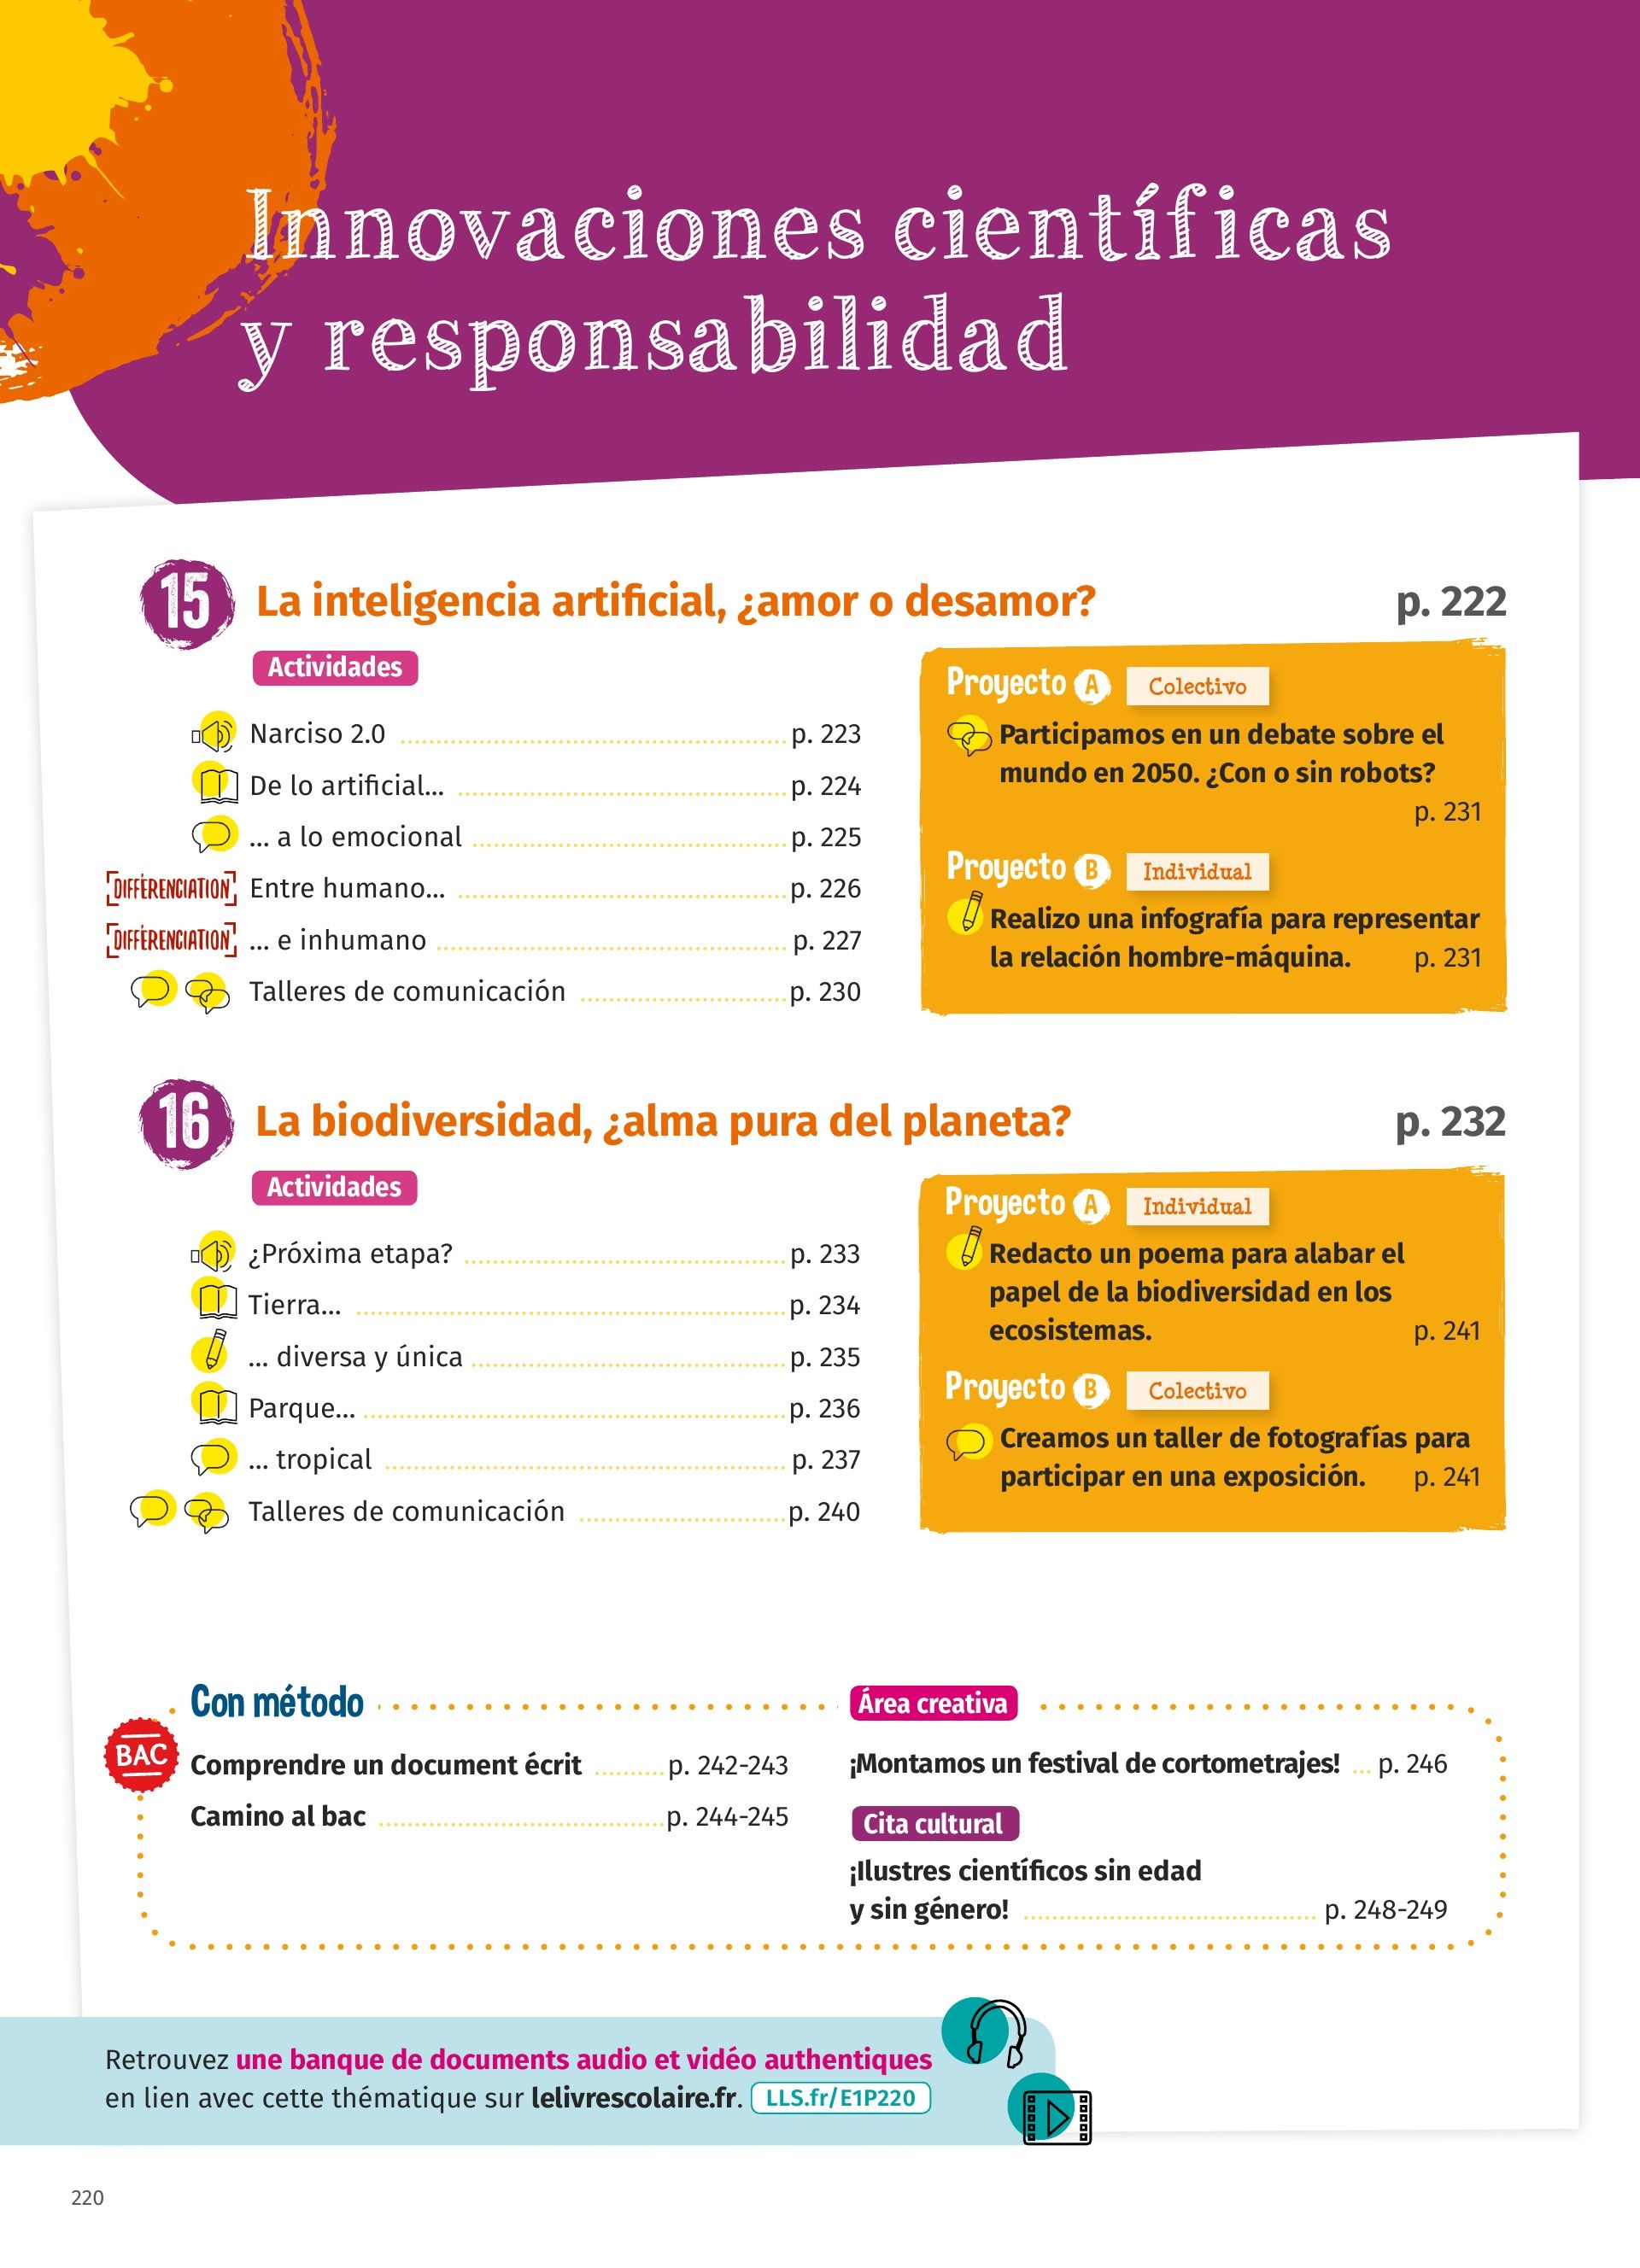 Innovaciones científicas
y responsabilidad
15 La inteligencia artificial, ¿amor o desamor? p. 222
Actividades
Narciso 2.0 p. 223
De lo artificial... p. 224
... a lo emocional p. 225
DIFFÉRENCIATION Entre humano... p. 226
DIFFÉRENCIATION ... e inhumano p. 227
Talleres de comunicación p. 230
Proyecto A Colectivo
Participamos en un debate sobre el
mundo en 2050. ¿Con o sin robots?
p. 231
Proyecto B Individual
Realizo una infografía para representar
la relación hombre-máquina. p. 231
16 La biodiversidad, ¿alma pura del planeta? p. 232
Actividades
¿Próxima etapa? p. 233
Tierra... p. 234
... diversa y única p. 235
Parque... p. 236
... tropical p. 237
Talleres de comunicación p. 240
Proyecto A Individual
Redacto un poema para alabar el
papel de la biodiversidad en los
ecosistemas. p. 241
Proyecto B Colectivo
Creamos un taller de fotografías para
participar en una exposición. p. 241
Con método
BAC
Comprendre un document écrit p. 242-243
Camino al bac p. 244-245
Área creativa
¡Montamos un festival de cortometrajes! ... p. 246
Cita cultural
¡Ilustres científicos sin edad
y sin género! p. 248-249
Retrouvez une banque de documents audio et vidéo authentiques
en lien avec cette thématique sur lelivrescolaire.fr. LLS.fr/E1P220
220